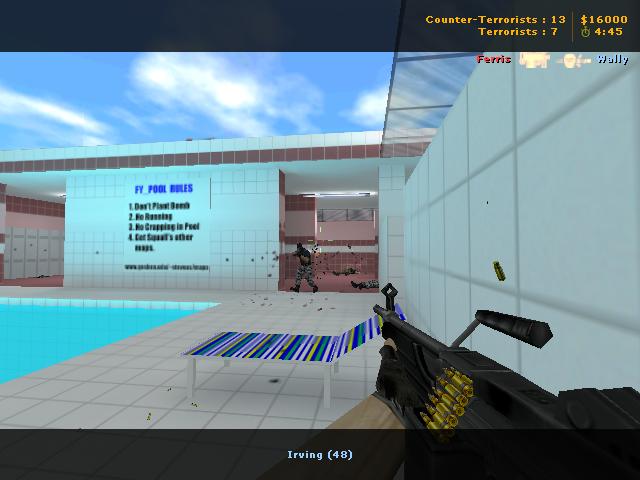 Counter-Terrorists : 13 $16000
Terrorists : 7 4:45
Ferris Wally
FY_POOL RULES
1. Don't Plant Bomb
2. No Running
3. No Crapping in Pool
4. Get Squall's other
maps.
Irving (48)